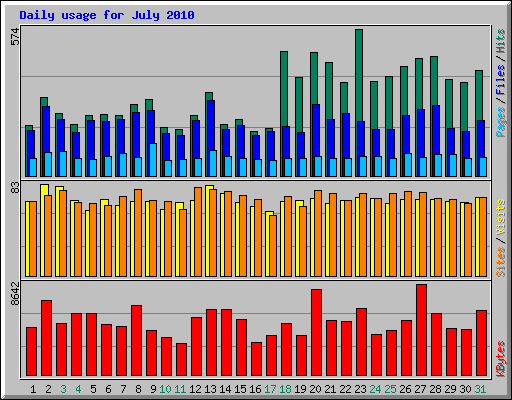 Daily usage for July 2010
574
Pages / Files / Hits
83
Sites / Visits
8642
KBytes
1 2 3 4 5 6 7 8 9 10 11 12 13 14 15 16 17 18 19 20 21 22 23 24 25 26 27 28 29 30 31